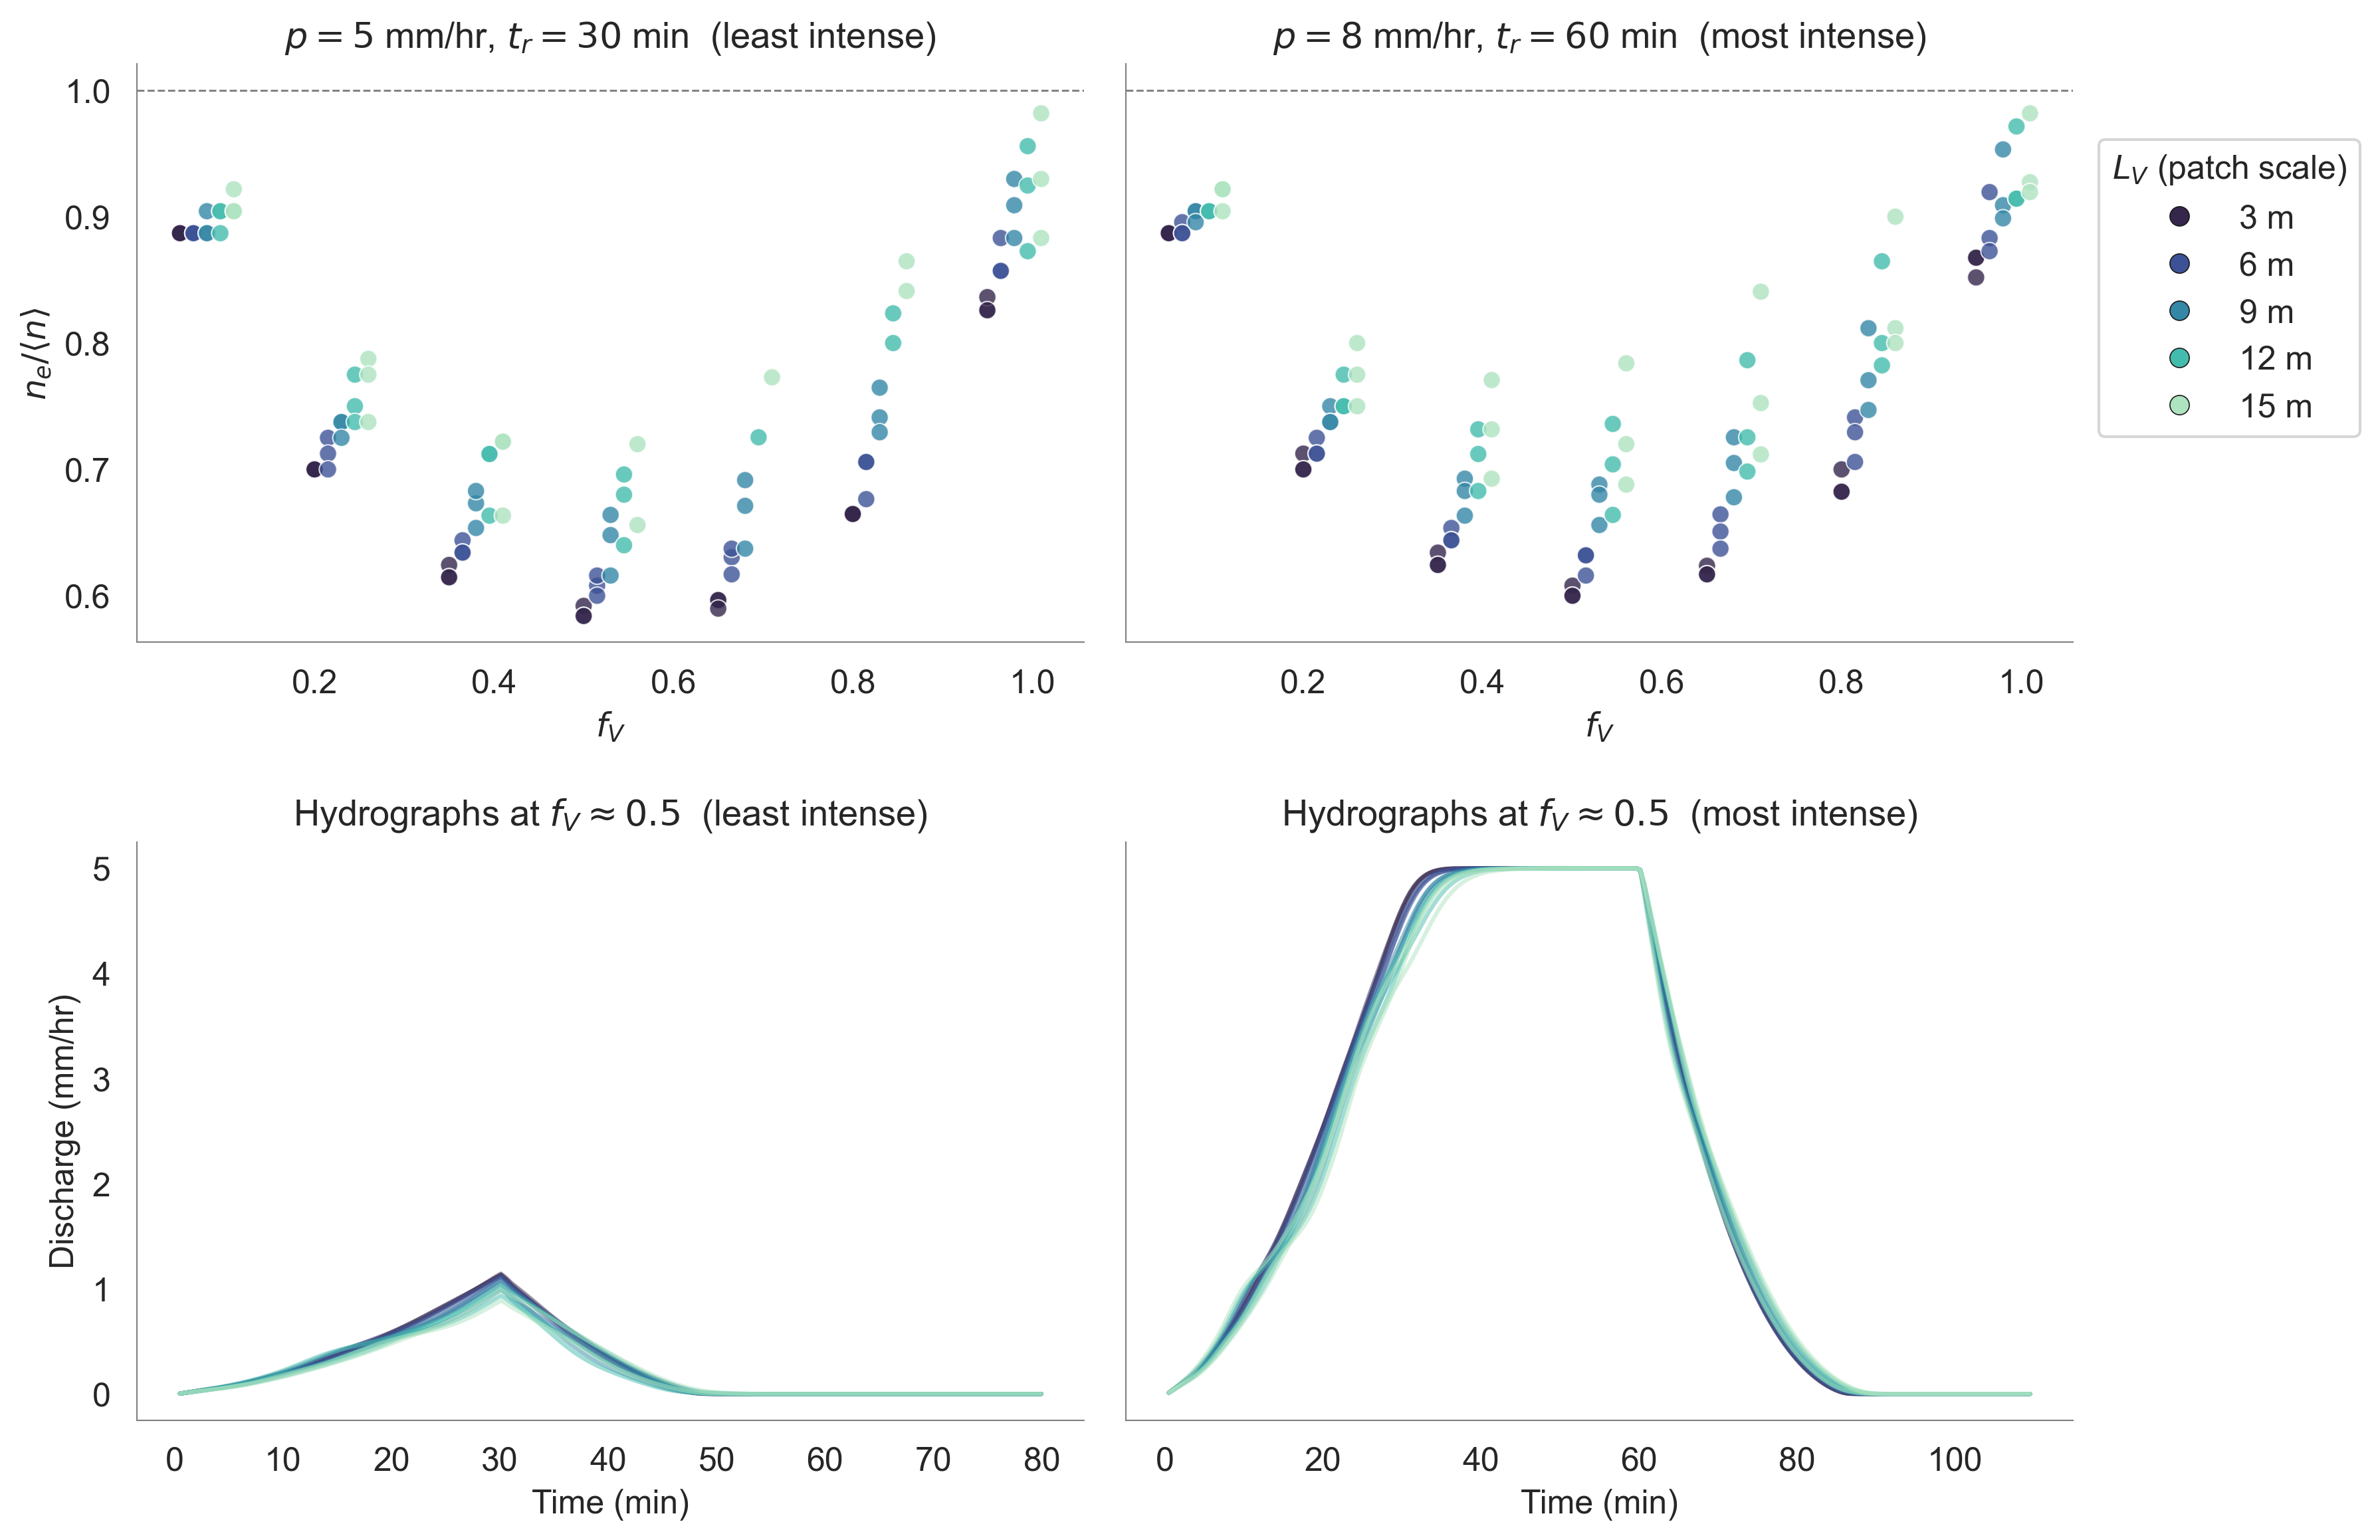 p = 5 mm/hr, t_r = 30 min (least intense)
p = 8 mm/hr, t_r = 60 min (most intense)
n_e/⟨n⟩
1.0
0.9
0.8
0.7
0.6
0.2 0.4 0.6 0.8 1.0
f_V
0.2 0.4 0.6 0.8 1.0
f_V
L_V (patch scale)
3 m
6 m
9 m
12 m
15 m
Hydrographs at f_V ≈ 0.5 (least intense)
Hydrographs at f_V ≈ 0.5 (most intense)
Discharge (mm/hr)
5
4
3
2
1
0
0 10 20 30 40 50 60 70 80
Time (min)
0 20 40 60 80 100
Time (min)